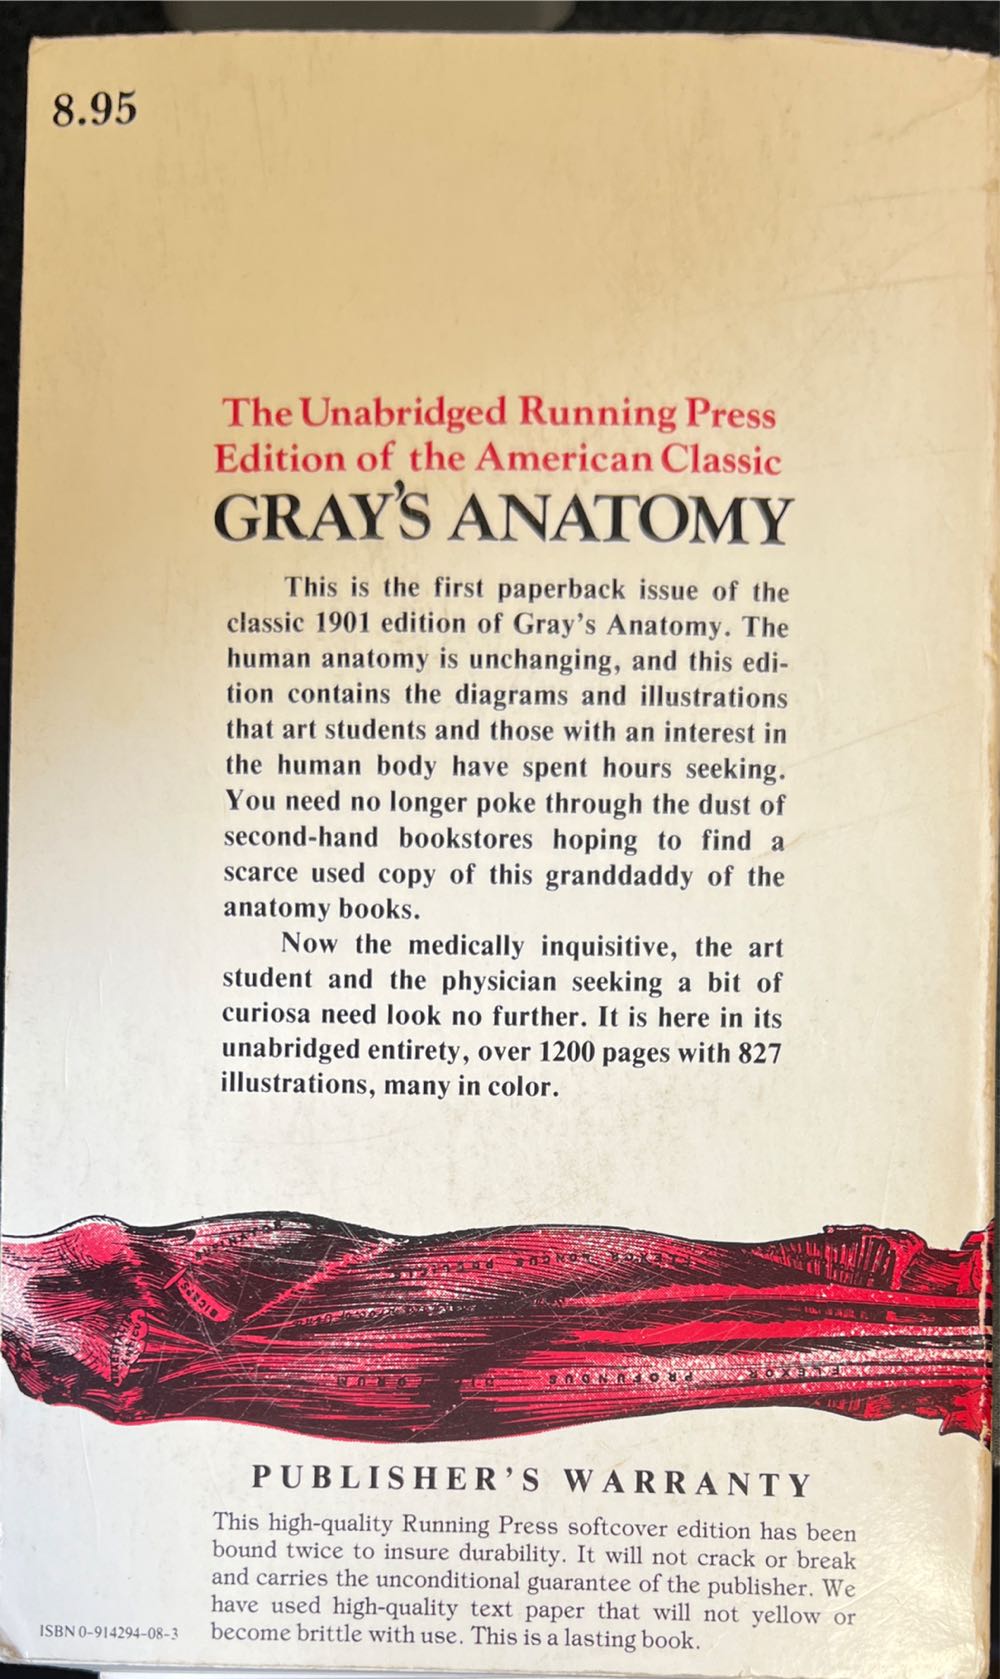 8.95
The Unabridged Running Press
Edition of the American Classic
GRAY'S ANATOMY
This is the first paperback issue of the
classic 1901 edition of Gray's Anatomy. The
human anatomy is unchanging, and this edi-
tion contains the diagrams and illustrations
that art students and those with an interest in
the human body have spent hours seeking.
You need no longer poke through the dust of
second-hand bookstores hoping to find a
scarce used copy of this granddaddy of the
anatomy books.
Now the medically inquisitive, the art
student and the physician seeking a bit of
curiosa need look no further. It is here in its
unabridged entirety, over 1200 pages with 827
illustrations, many in color.
FLEXOR LONGUS POLLICIS
BICEPS
FLEXOR PROFUNDUS
PUBLISHER'S WARRANTY
This high-quality Running Press softcover edition has been
bound twice to insure durability. It will not crack or break
and carries the unconditional guarantee of the publisher. We
have used high-quality text paper that will not yellow or
become brittle with use. This is a lasting book.
ISBN 0-914294-08-3